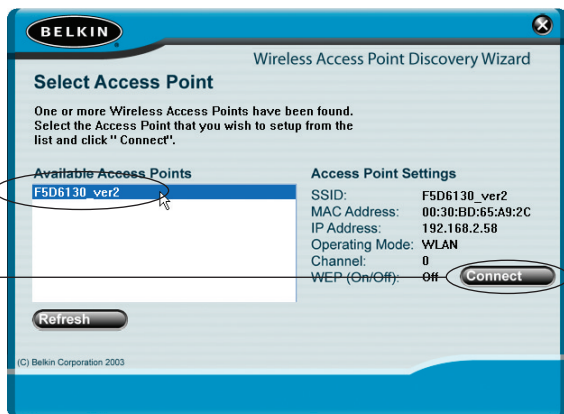 BELKIN
Wireless Access Point Discovery Wizard
Select Access Point
One or more Wireless Access Points have been found.
Select the Access Point that you wish to setup from the
list and click " Connect".
Available Access Points
F5D6130_ver2
Refresh
Access Point Settings
SSID: F5D6130_ver2
MAC Address: 00:30:BD:65:A9:2C
IP Address: 192.168.2.58
Operating Mode: WLAN
Channel: 0
WEP (On/Off): Off
Connect
(C) Belkin Corporation 2003